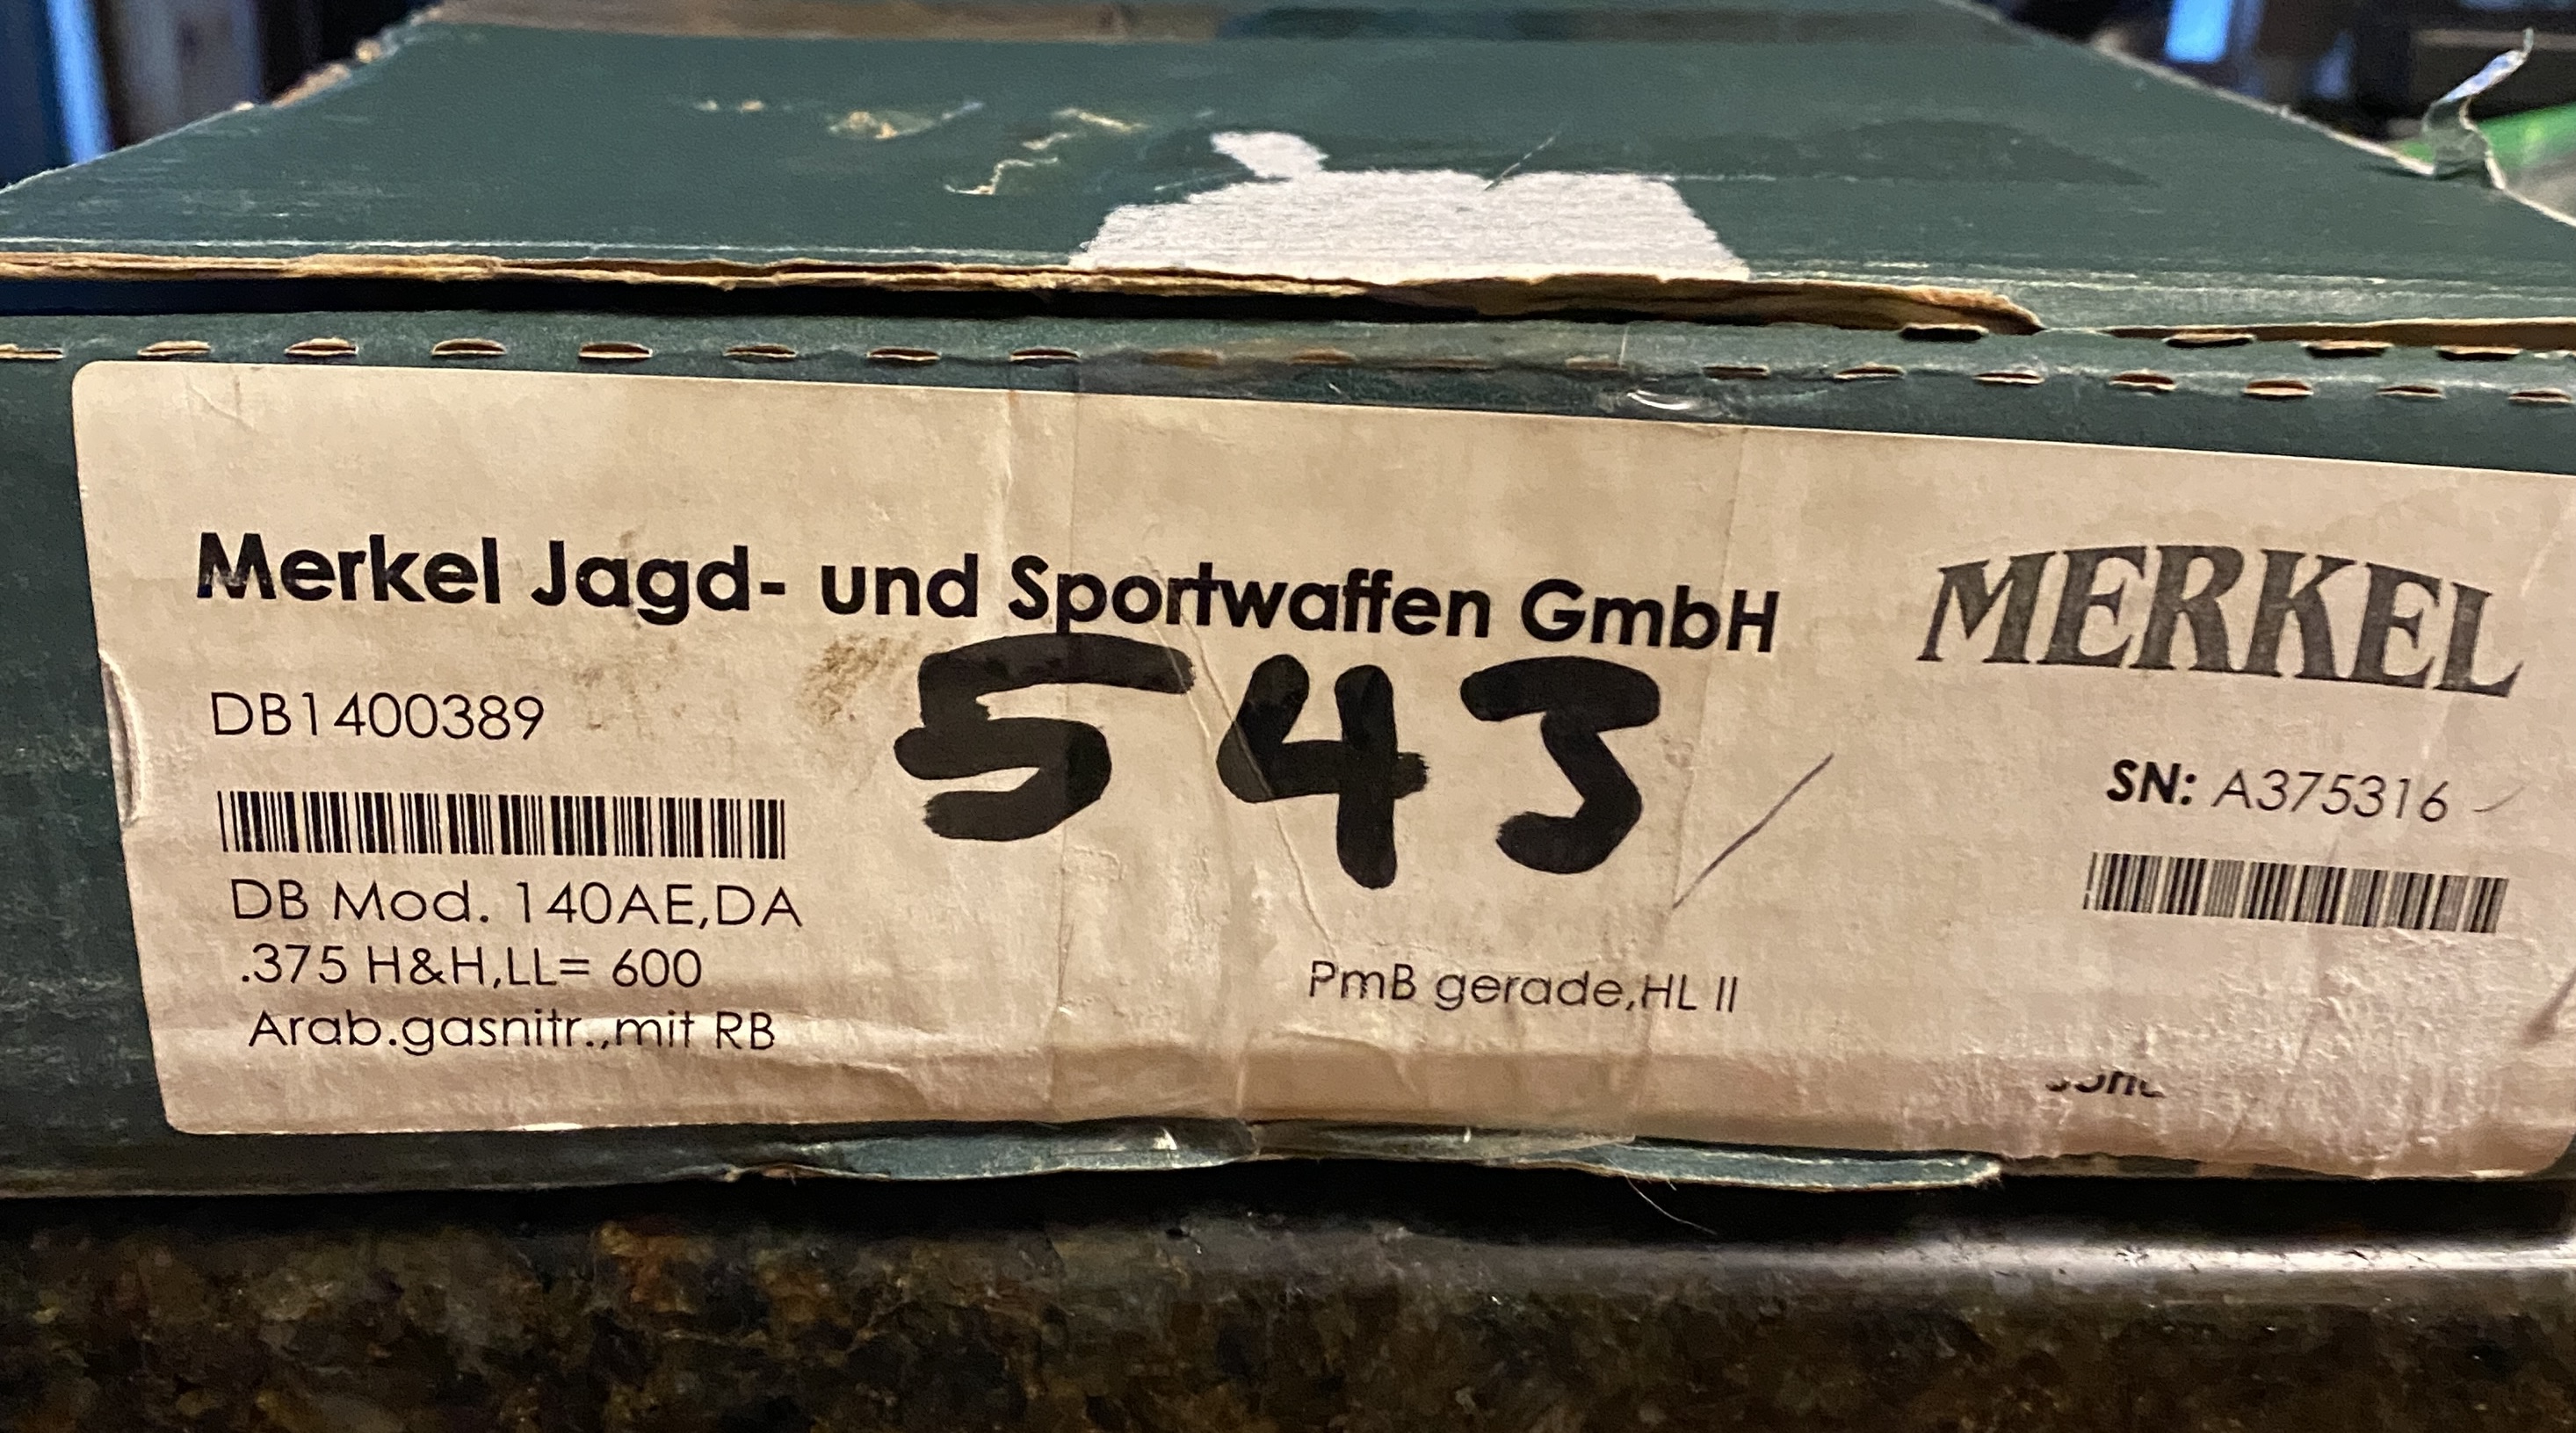 Merkel Jagd- und Sportwaffen GmbH
MERKEL
543
DB1400389
SN: A375316
DB Mod. 140AE,DA
.375 H&H,LL= 600
PmB gerade,HL II
Arab.gasnitr.,mit RB